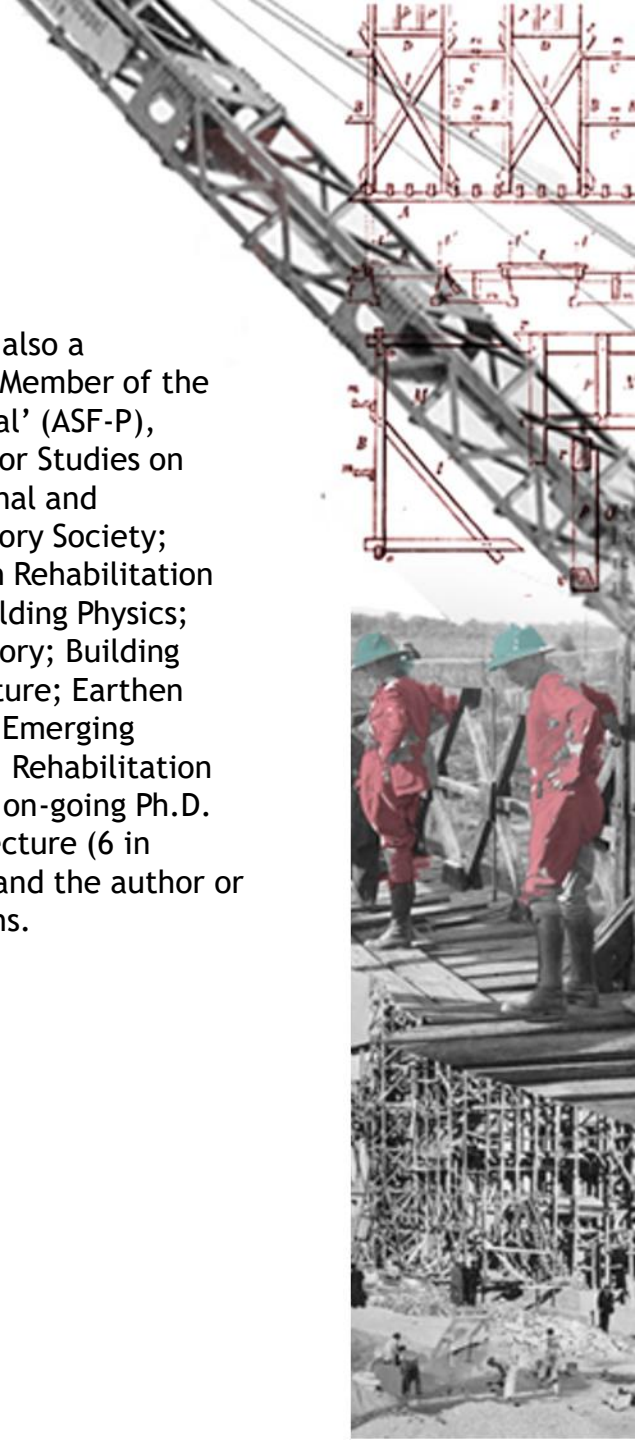 also a
Member of the
al’ (ASF-P),
or Studies on
nal and
ory Society;
n Rehabilitation
lding Physics;
ory; Building
ture; Earthen
Emerging
Rehabilitation
on-going Ph.D.
ecture (6 in
and the author or
ns.